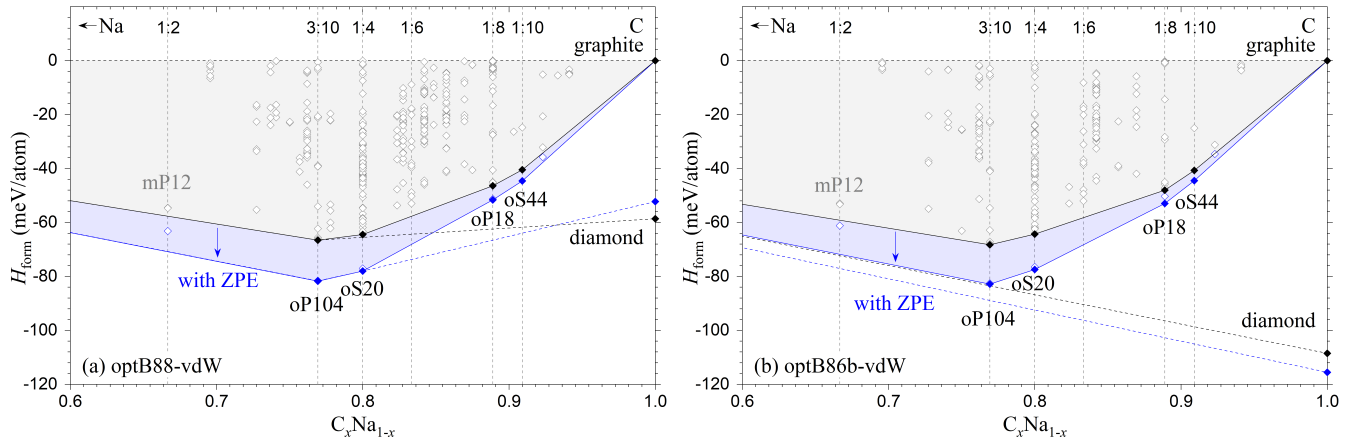 Na 1:2 3:10 1:4 1:6 1:8 1:10 C
graphite
0
-20
-40
-60
-80
-100
-120
H_form (meV/atom)
mP12
with ZPE
oP104
oS20
oP18
oS44
diamond
(a) optB88-vdW
0.6 0.7 0.8 0.9 1.0
C_xNa_{1-x}
Na 1:2 3:10 1:4 1:6 1:8 1:10 C
graphite
0
-20
-40
-60
-80
-100
-120
H_form (meV/atom)
mP12
with ZPE
oP104
oS20
oP18
oS44
diamond
(b) optB86b-vdW
0.6 0.7 0.8 0.9 1.0
C_xNa_{1-x}